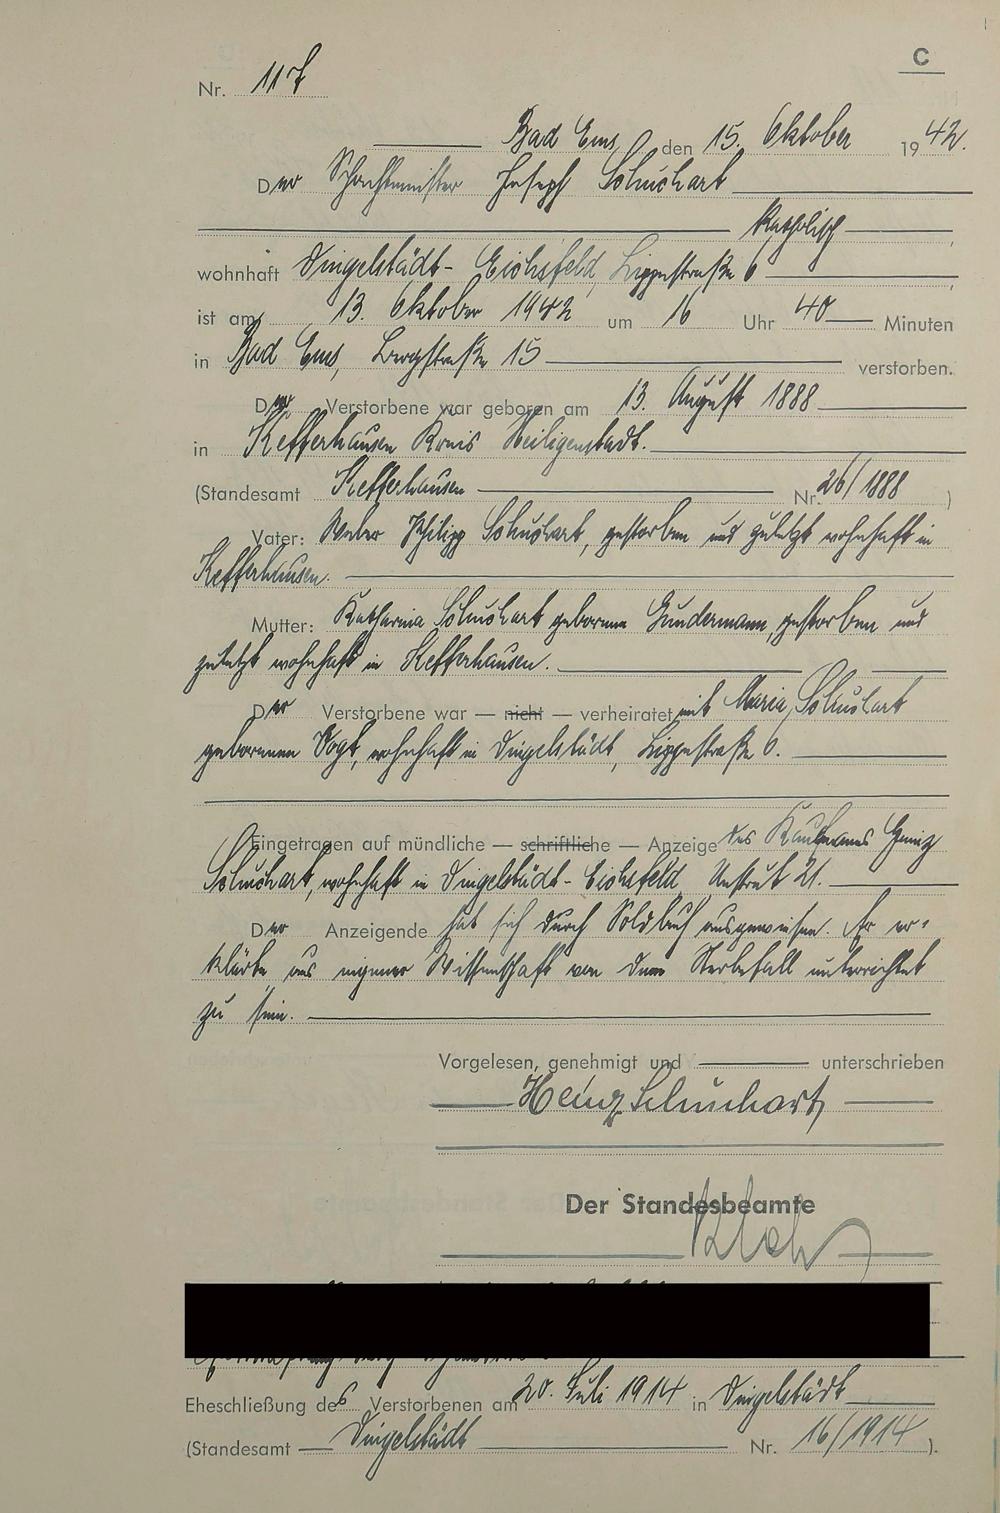 C
Nr. 117
Bad Ems, den 15. Oktober 1942.
Der Schachtmeister Joseph Schuchart
katholisch
wohnhaft Dingelstädt-Eichsfeld, Lippestraße 6
ist am 13. Oktober 1942 um 16 Uhr 40 Minuten
in Bad Ems, Bergstraße 15 verstorben.
Der Verstorbene war geboren am 13. August 1888
in Kefferhausen Kreis Heiligenstadt.
(Standesamt Kefferhausen Nr. 26/1888)
Vater: Weber Philipp Schuchart, gestorben und zuletzt wohnhaft in
Kefferhausen.
Mutter: Katharina Schuchart geborene Gundermann, gestorben und
zuletzt wohnhaft in Kefferhausen.
Der Verstorbene war — nicht — verheiratet mit Maria Schuchart
geborenen Vogt, wohnhaft in Dingelstädt, Lippestraße 6.
Eingetragen auf mündliche — schriftliche — Anzeige des Kaufmanns Heinz
Schuchart, wohnhaft in Dingelstädt-Eichsfeld, Unstrut 21.
Der Anzeigende hat sich durch Soldbuch ausgewiesen. Er er-
klärte aus eigener Wissenschaft von dem Sterbefall unterrichtet
zu sein.
Vorgelesen, genehmigt und unterschrieben
Heinz Schuchart
Der Standesbeamte
Eheschließung des Verstorbenen am 20. Juli 1914 in Dingelstädt
(Standesamt Dingelstädt Nr. 16/1914).